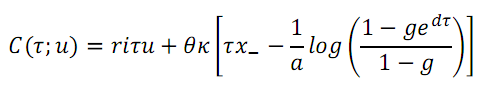 C(τ; u) = riτu + θκ[τx₋ − 1/a log((1 − ge^{dτ})/(1 − g))]